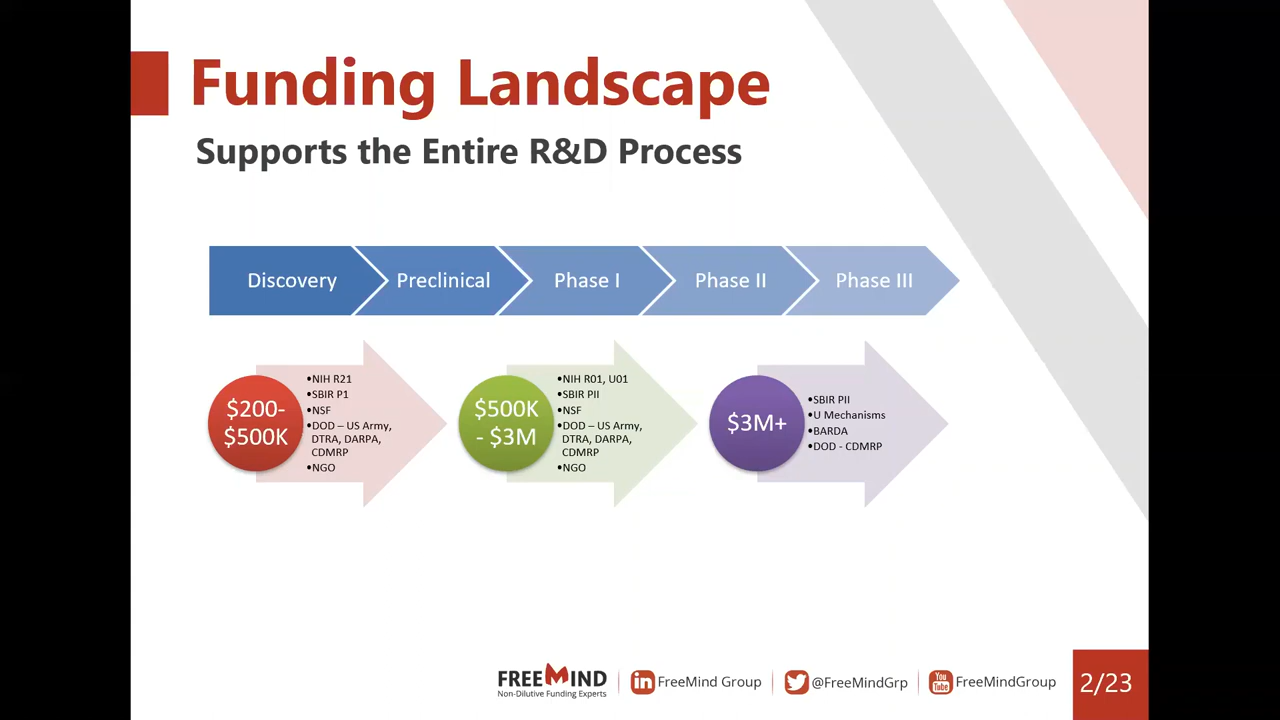 Funding Landscape
Supports the Entire R&D Process
Discovery
Preclinical
Phase I
Phase II
Phase III
$200-
$500K
•NIH R21
•SBIR P1
•NSF
•DOD – US Army,
DTRA, DARPA,
CDMRP
•NGO
$500K
- $3M
•NIH R01, U01
•SBIR PII
•NSF
•DOD – US Army,
DTRA, DARPA,
CDMRP
•NGO
$3M+
•SBIR PII
•U Mechanisms
•BARDA
•DOD - CDMRP
FREEMIND
Non-Dilutive Funding Experts
in FreeMind Group
@FreeMindGrp
You
Tube
FreeMindGroup
2/23